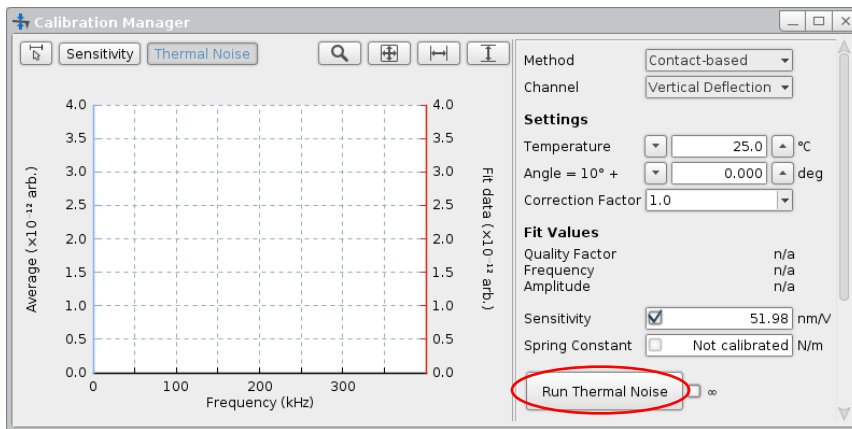 Calibration Manager
Sensitivity Thermal Noise
4.0 4.0
3.5 3.5
3.0 3.0
2.5 2.5
2.0 2.0
1.5 1.5
1.0 1.0
0.5 0.5
0.0 0.0
0 100 200 300
Frequency (kHz)
Average (×10⁻¹² arb.)
Fit data (×10⁻¹² arb.)
Method Contact-based
Channel Vertical Deflection
Settings
Temperature 25.0 °C
Angle = 10° + 0.000 deg
Correction Factor 1.0
Fit Values
Quality Factor n/a
Frequency n/a
Amplitude n/a
Sensitivity 51.98 nm/V
Spring Constant Not calibrated N/m
Run Thermal Noise ∞